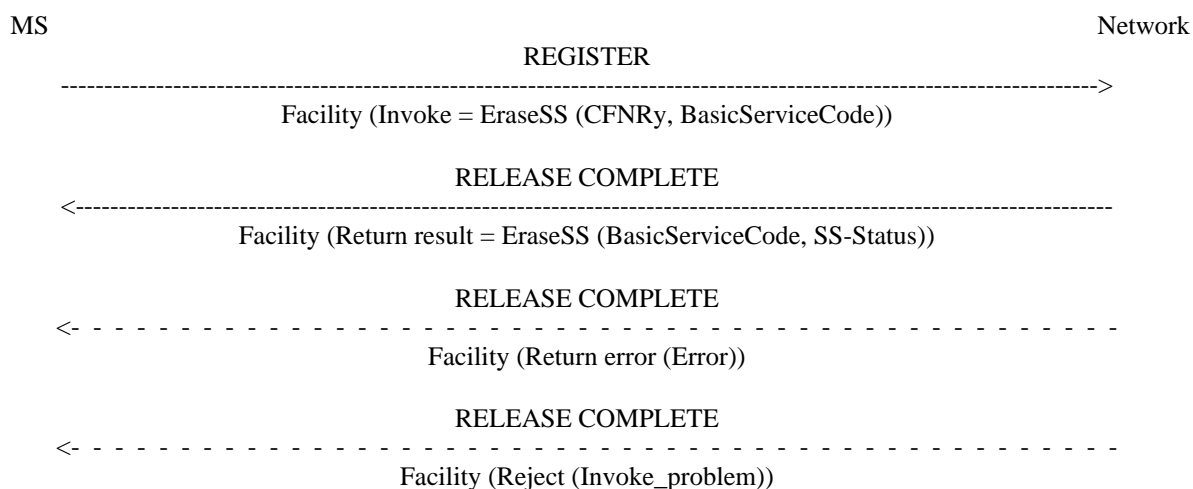 MS Network
REGISTER
Facility (Invoke = EraseSS (CFNRy, BasicServiceCode))
RELEASE COMPLETE
Facility (Return result = EraseSS (BasicServiceCode, SS-Status))
RELEASE COMPLETE
Facility (Return error (Error))
RELEASE COMPLETE
Facility (Reject (Invoke_problem))